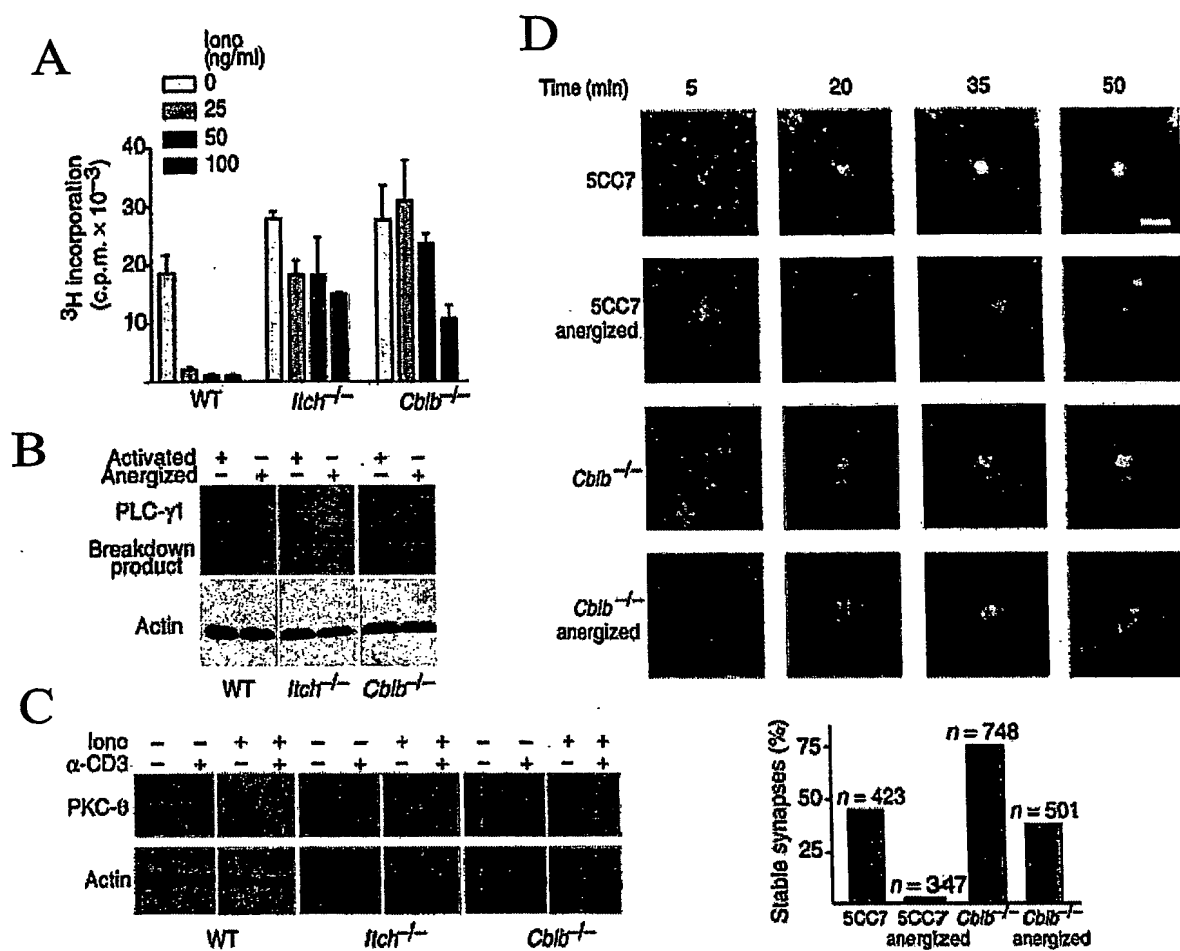 A
Iono
(ng/ml)
0
25
50
100
40
30
20
10
³H incorporation
(c.p.m. × 10⁻³)
WT
Itch⁻/⁻
Cblb⁻/⁻
B
Activated + − + − + −
Anergized − + − + − +
PLC-γ1
Breakdown
product
Actin
WT Itch⁻/⁻ Cblb⁻/⁻
C
Iono − − + + − − + + − − + +
α-CD3 − + − + − + − + − + − +
PKC-θ
Actin
WT Itch⁻/⁻ Cblb⁻/⁻
D
Time (min) 5 20 35 50
5CC7
5CC7
anergized
Cblb⁻/⁻
Cblb⁻/⁻
anergized
Stable synapses (%)
75
50
25
n = 423
n = 347
n = 748
n = 501
5CC7 5CC7 Cblb⁻/⁻ Cblb⁻/⁻
anergized anergized